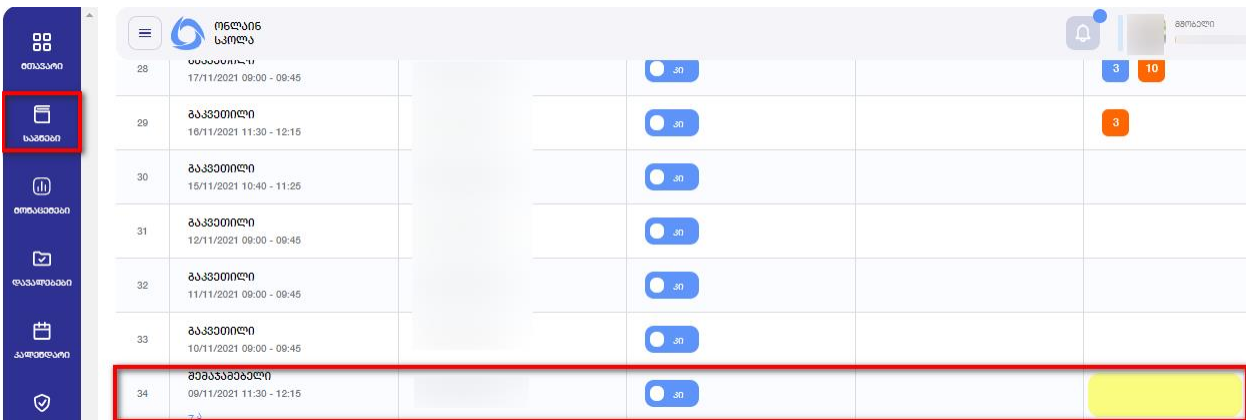 ონლაინ
სკოლა
მშობელი
მთავარი
საგნები
მონაცემები
დავალებები
კალენდარი
28 გაკვეთილი კი 3 10
17/11/2021 09:00 - 09:45
29 გაკვეთილი კი 3
16/11/2021 11:30 - 12:15
30 გაკვეთილი კი
15/11/2021 10:40 - 11:25
31 გაკვეთილი კი
12/11/2021 09:00 - 09:45
32 გაკვეთილი კი
11/11/2021 09:00 - 09:45
33 გაკვეთილი კი
10/11/2021 09:00 - 09:45
34 შემაჯამებელი კი
09/11/2021 11:30 - 12:15